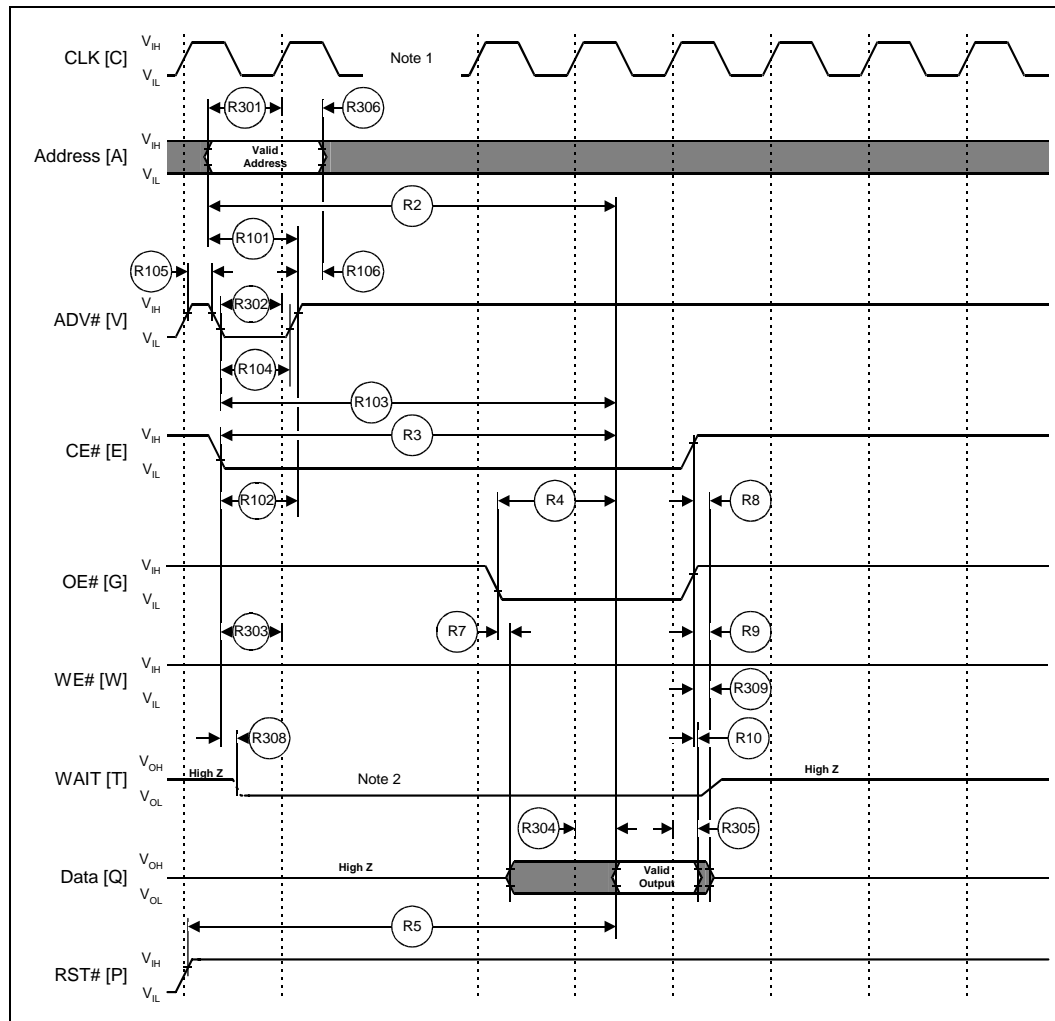 V_IH
CLK [C]
Note 1
V_IL
R301
R306
V_IH
Address [A]
Valid
Address
V_IL
R2
R101
R105
R106
V_IH
R302
ADV# [V]
V_IL
R104
R103
V_IH
R3
CE# [E]
V_IL
R102
R4
R8
V_IH
OE# [G]
V_IL
R303
R7
R9
V_IH
WE# [W]
V_IL
R309
R308
R10
V_OH
High Z
High Z
WAIT [T]
Note 2
V_OL
R304
R305
V_OH
High Z
Data [Q]
Valid
Output
V_OL
R5
V_IH
RST# [P]
V_IL